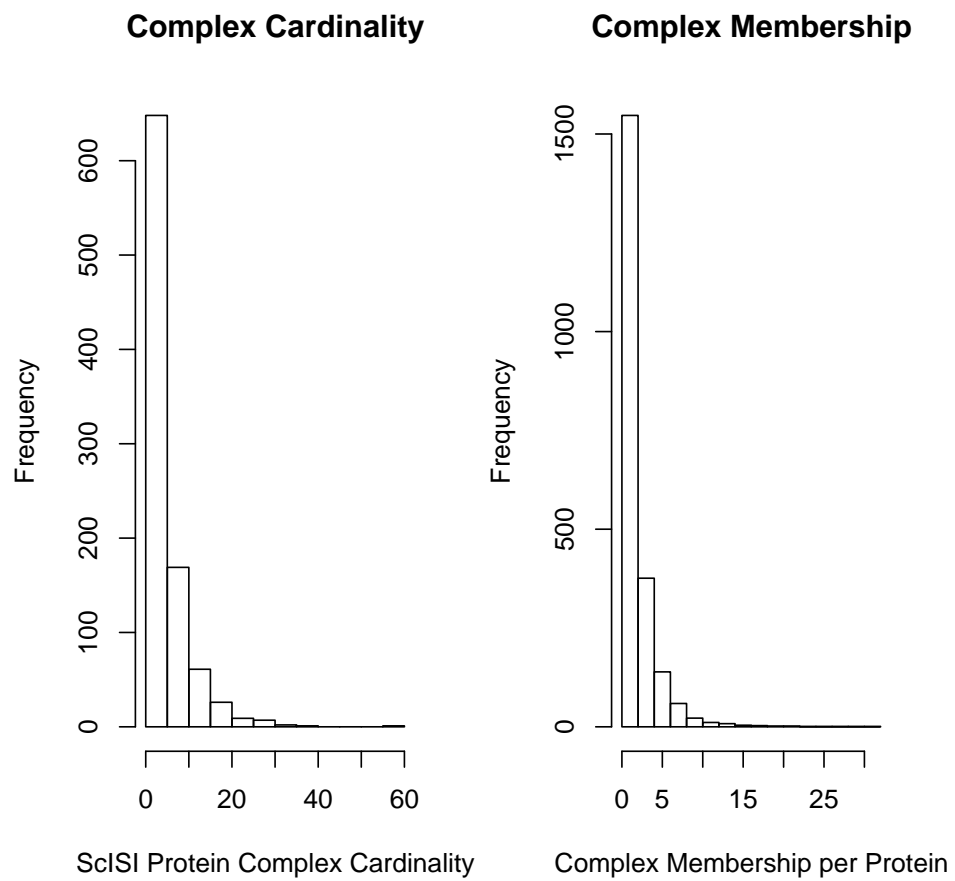 Complex Cardinality
Frequency
0 100 200 300 400 500 600
0 20 40 60
ScISI Protein Complex Cardinality
Complex Membership
Frequency
0 500 1000 1500
0 5 15 25
Complex Membership per Protein